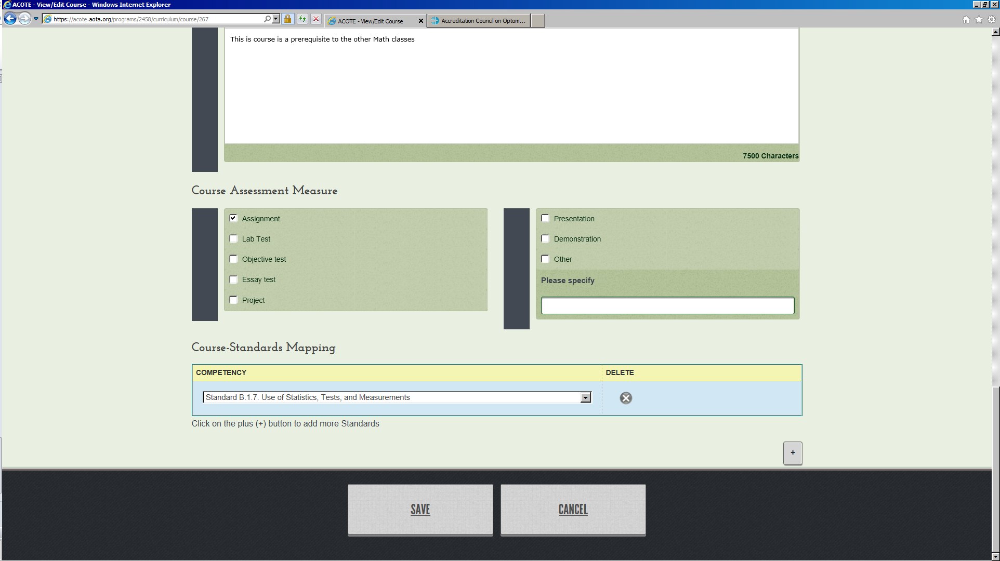 ACOTE - View/Edit Course - Windows Internet Explorer
https://acote.aota.org/programs/2458/curriculum/course/267
ACOTE - View/Edit Course
Accreditation Council on Optom...
This is course is a prerequisite to the other Math classes
7500 Characters
Course Assessment Measure
Assignment
Lab Test
Objective test
Essay test
Project
Presentation
Demonstration
Other
Please specify
Course-Standards Mapping
COMPETENCY DELETE
Standard B.1.7. Use of Statistics, Tests, and Measurements
Click on the plus (+) button to add more Standards
+
SAVE CANCEL